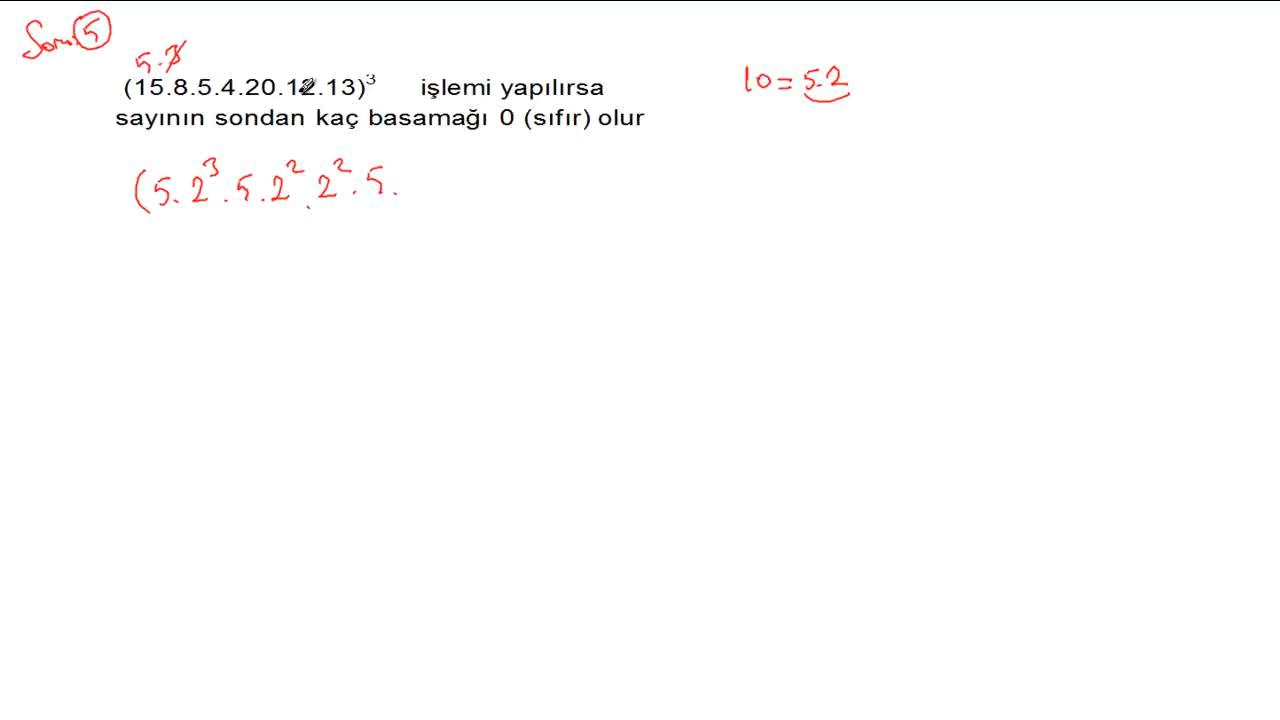 Soru 5
5.3
(15.8.5.4.20.12.13)³ işlemi yapılırsa
sayının sondan kaç basamağı 0 (sıfır) olur
10 = 5.2
(5.2³.5.2².2².5.